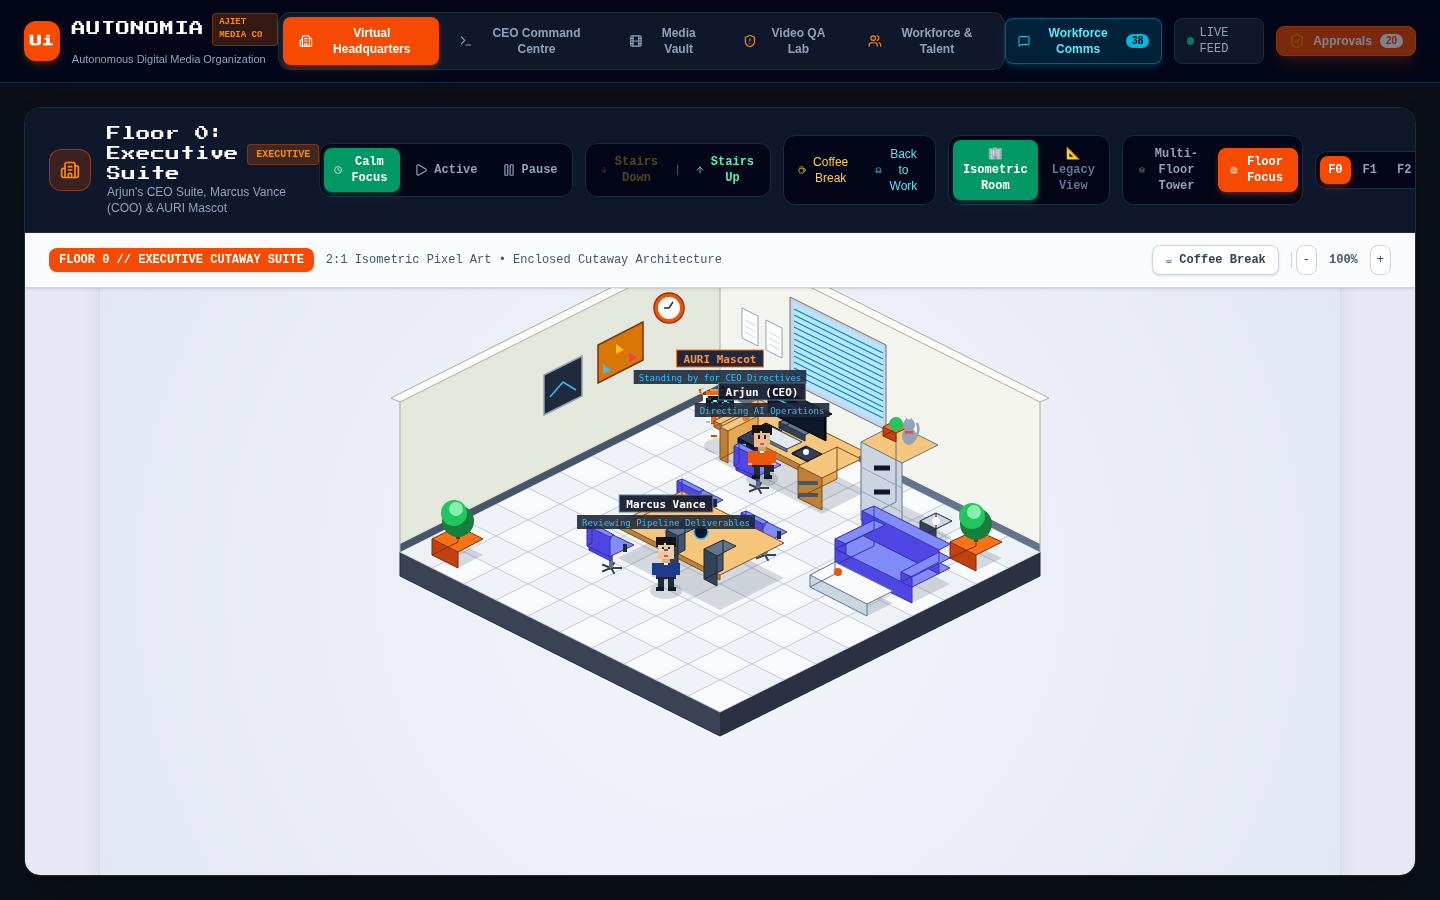 Ui
AUTONOMIA
AJIET
MEDIA CO
Autonomous Digital Media Organization
Virtual
Headquarters
CEO Command
Centre
Media
Vault
Video QA
Lab
Workforce &
Talent
Workforce
Comms
38
LIVE
FEED
Approvals
20
Floor 0:
Executive
Suite
EXECUTIVE
Arjun's CEO Suite, Marcus Vance
(COO) & AURI Mascot
Calm
Focus
Active
Pause
Stairs
Down
|
Stairs
Up
Coffee
Break
Back
to
Work
Isometric
Room
Legacy
View
Multi-
Floor
Tower
Floor
Focus
F0
F1
F2
FLOOR 0 // EXECUTIVE CUTAWAY SUITE
2:1 Isometric Pixel Art • Enclosed Cutaway Architecture
☕ Coffee Break
-
100%
+
AURI Mascot
Standing by for CEO Directives
Arjun (CEO)
Directing AI Operations
Marcus Vance
Reviewing Pipeline Deliverables